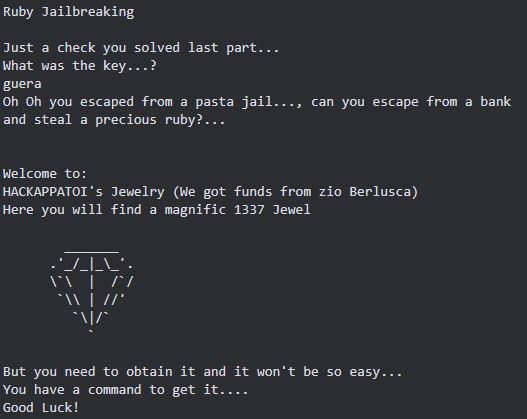 Ruby Jailbreaking
Just a check you solved last part...
What was the key...?
guera
Oh Oh you escaped from a pasta jail..., can you escape from a bank
and steal a precious ruby?...
Welcome to:
HACKAPPATOI's Jewelry (We got funds from zio Berlusca)
Here you will find a magnific 1337 Jewel
But you need to obtain it and it won't be so easy...
You have a command to get it....
Good Luck!